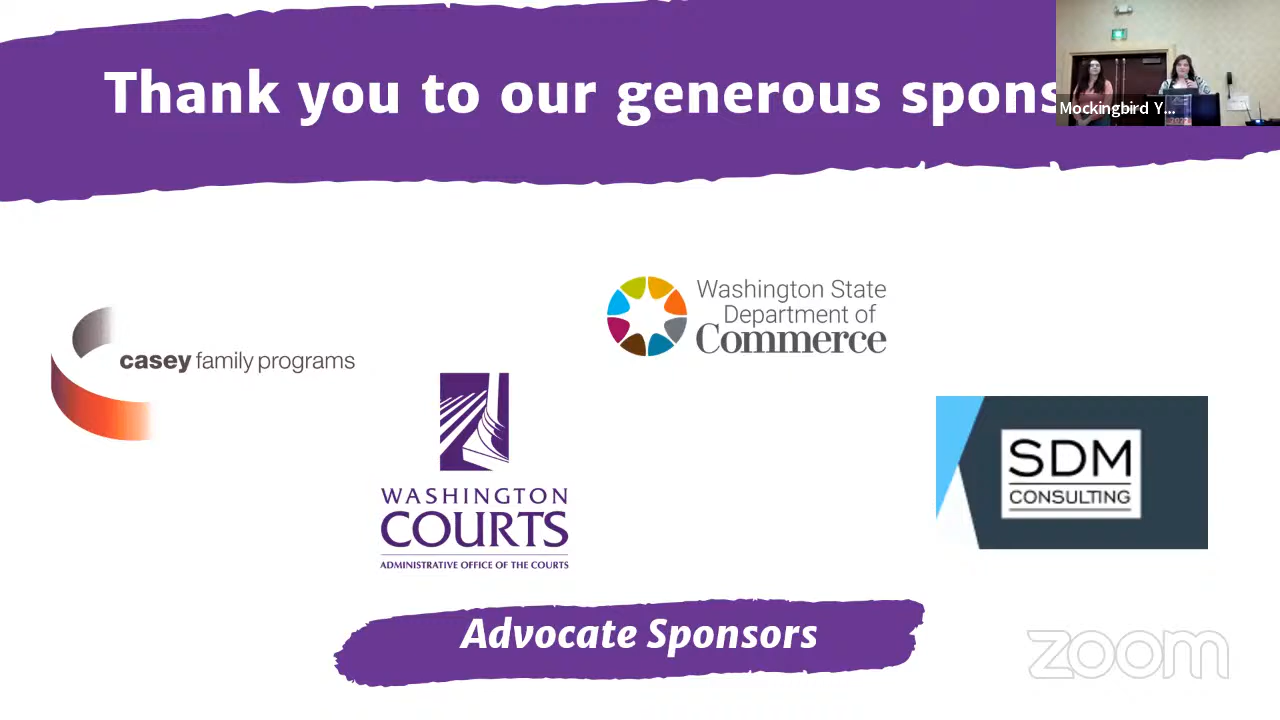 Thank you to our generous spons
Mockingbird Y...
Washington State
Department of
Commerce
casey family programs
WASHINGTON
COURTS
ADMINISTRATIVE OFFICE OF THE COURTS
SDM
CONSULTING
Advocate Sponsors
zoom